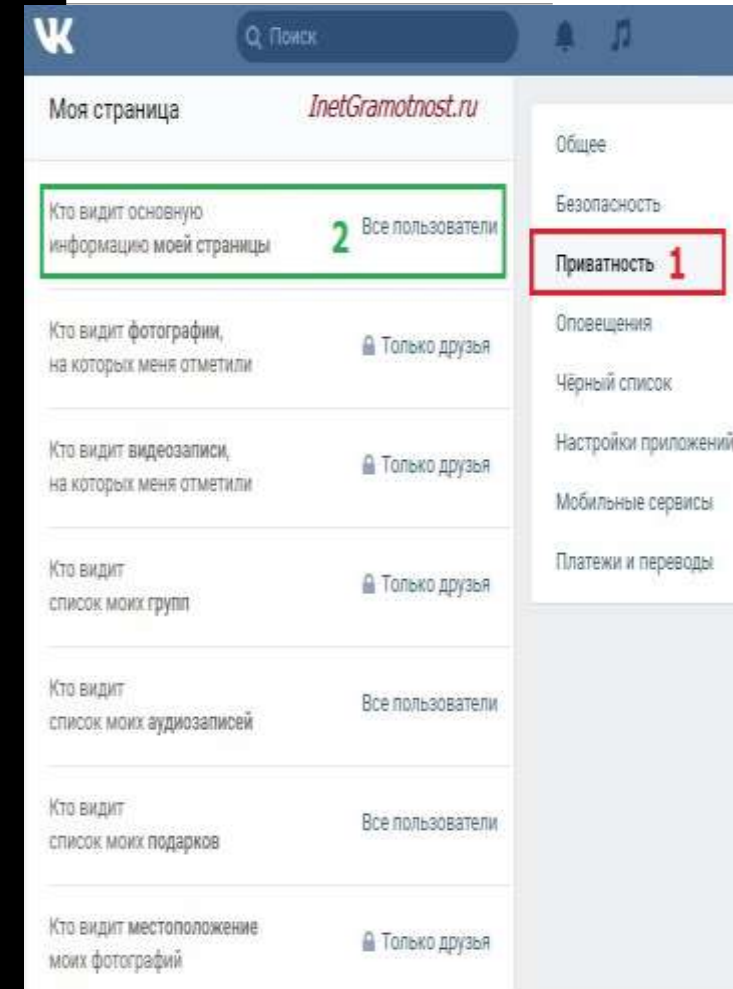 Поиск
Моя страница
InetGramotnost.ru
Кто видит основную
информацию моей страницы
2
Все пользователи
Кто видит фотографии,
на которых меня отметили
Только друзья
Кто видит видеозаписи,
на которых меня отметили
Только друзья
Кто видит
список моих групп
Только друзья
Кто видит
список моих аудиозаписей
Все пользователи
Кто видит
список моих подарков
Все пользователи
Кто видит местоположение
моих фотографий
Только друзья
Общее
Безопасность
Приватность 1
Оповещения
Чёрный список
Настройки приложений
Мобильные сервисы
Платежи и переводы